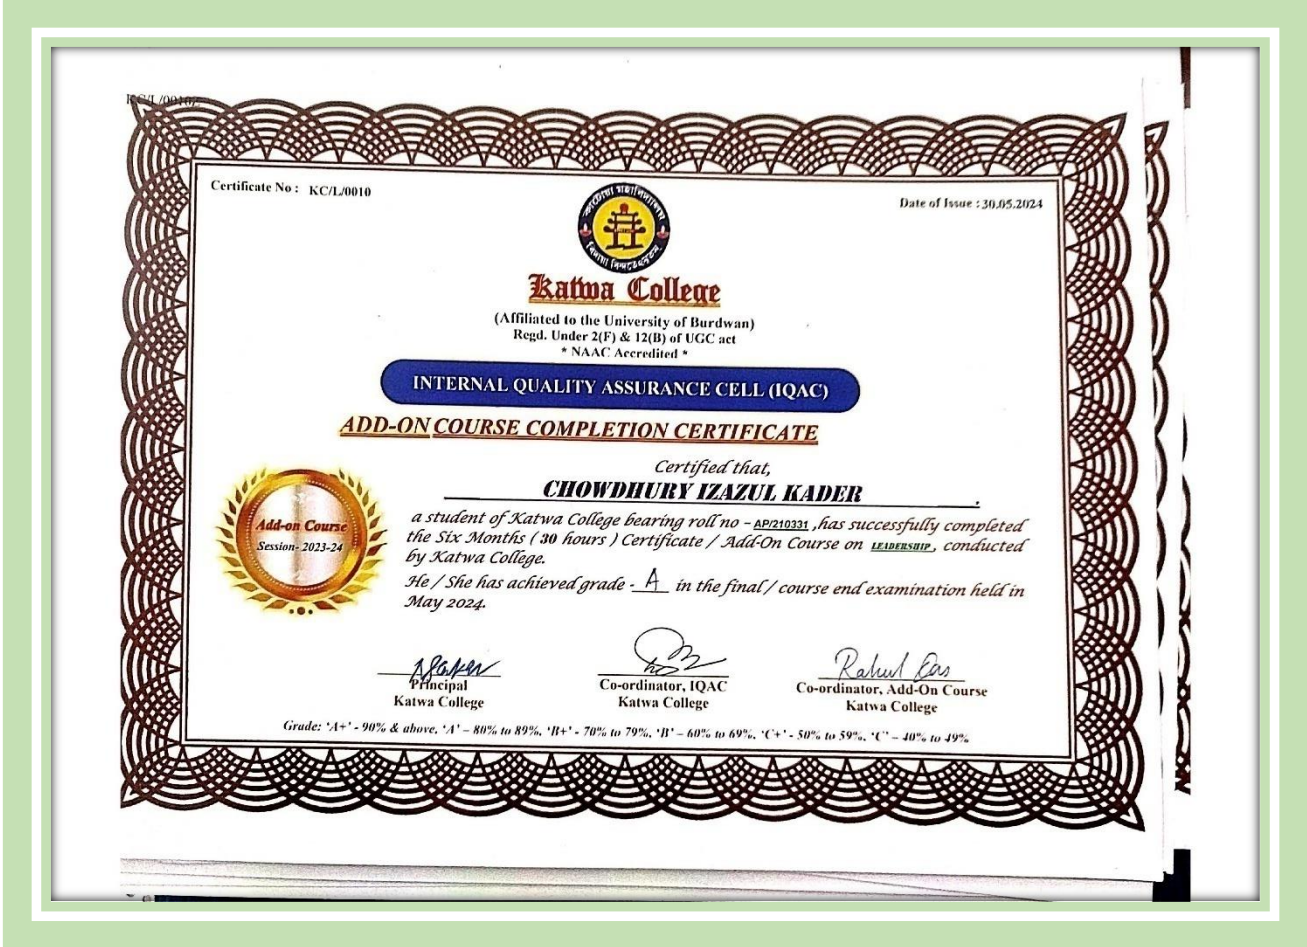 KC/L/0010
Certificate No : KC/L/0010
Date of Issue : 30.05.2024
কাটোয়া মহাবিদ্যালয়
Katwa College
(Affiliated to the University of Burdwan)
Regd. Under 2(F) & 12(B) of UGC act
* NAAC Accredited *
INTERNAL QUALITY ASSURANCE CELL (IQAC)
ADD-ON COURSE COMPLETION CERTIFICATE
Certified that,
CHOWDHURY IZAZUL KADER
Add-on Course
Session- 2023-24
a student of Katwa College bearing roll no - AP/210331 ,has successfully completed
the Six Months ( 30 hours ) Certificate / Add-On Course on LEADERSHIP, conducted
by Katwa College.
He / She has achieved grade - A in the final / course end examination held in
May 2024.
Rahul Das
Principal
Katwa College
Co-ordinator, IQAC
Katwa College
Co-ordinator, Add-On Course
Katwa College
Grade: 'A+' - 90% & above, 'A' – 80% to 89%, 'B+' - 70% to 79%, 'B' – 60% to 69%, 'C+' - 50% to 59%, 'C' – 40% to 49%